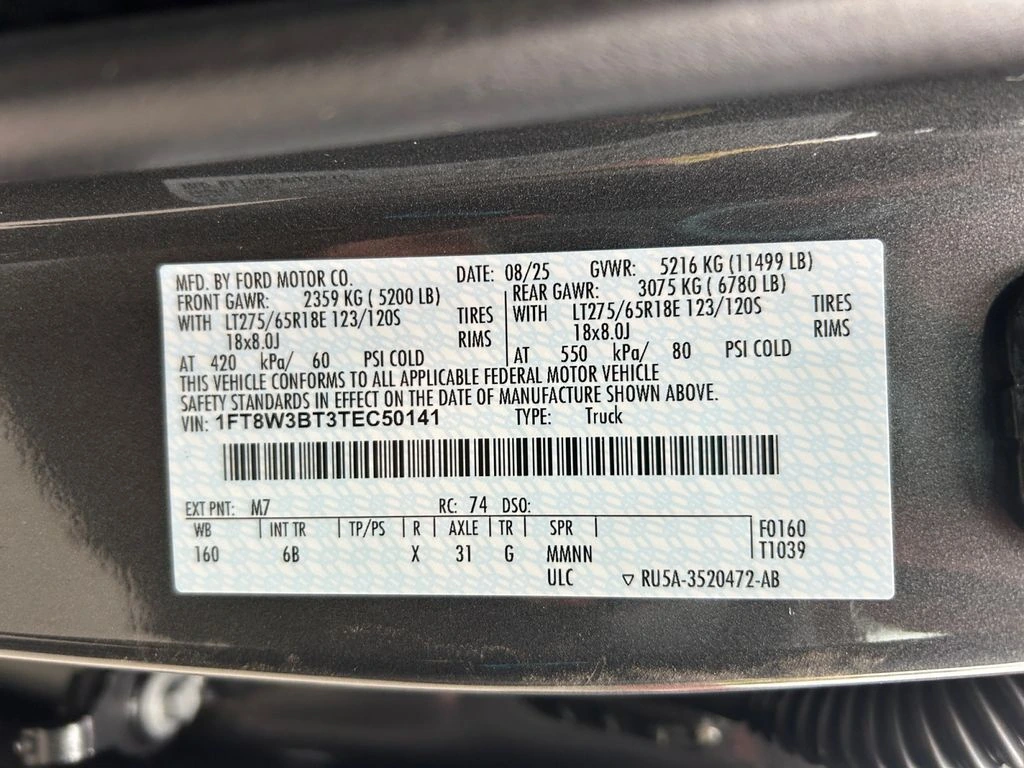 MFD. BY FORD MOTOR CO. DATE: 08/25 GVWR: 5216 KG (11499 LB)
FRONT GAWR: 2359 KG ( 5200 LB) REAR GAWR: 3075 KG ( 6780 LB)
WITH LT275/65R18E 123/120S TIRES WITH LT275/65R18E 123/120S TIRES
18x8.0J RIMS 18x8.0J RIMS
AT 420 kPa/ 60 PSI COLD AT 550 kPa/ 80 PSI COLD
THIS VEHICLE CONFORMS TO ALL APPLICABLE FEDERAL MOTOR VEHICLE
SAFETY STANDARDS IN EFFECT ON THE DATE OF MANUFACTURE SHOWN ABOVE.
VIN: 1FT8W3BT3TEC50141 TYPE: Truck
EXT PNT: M7 RC: 74 DSO:
WB INT TR TP/PS R AXLE TR SPR F0160
160 6B X 31 G MMNN T1039
ULC ▽ RU5A-3520472-AB